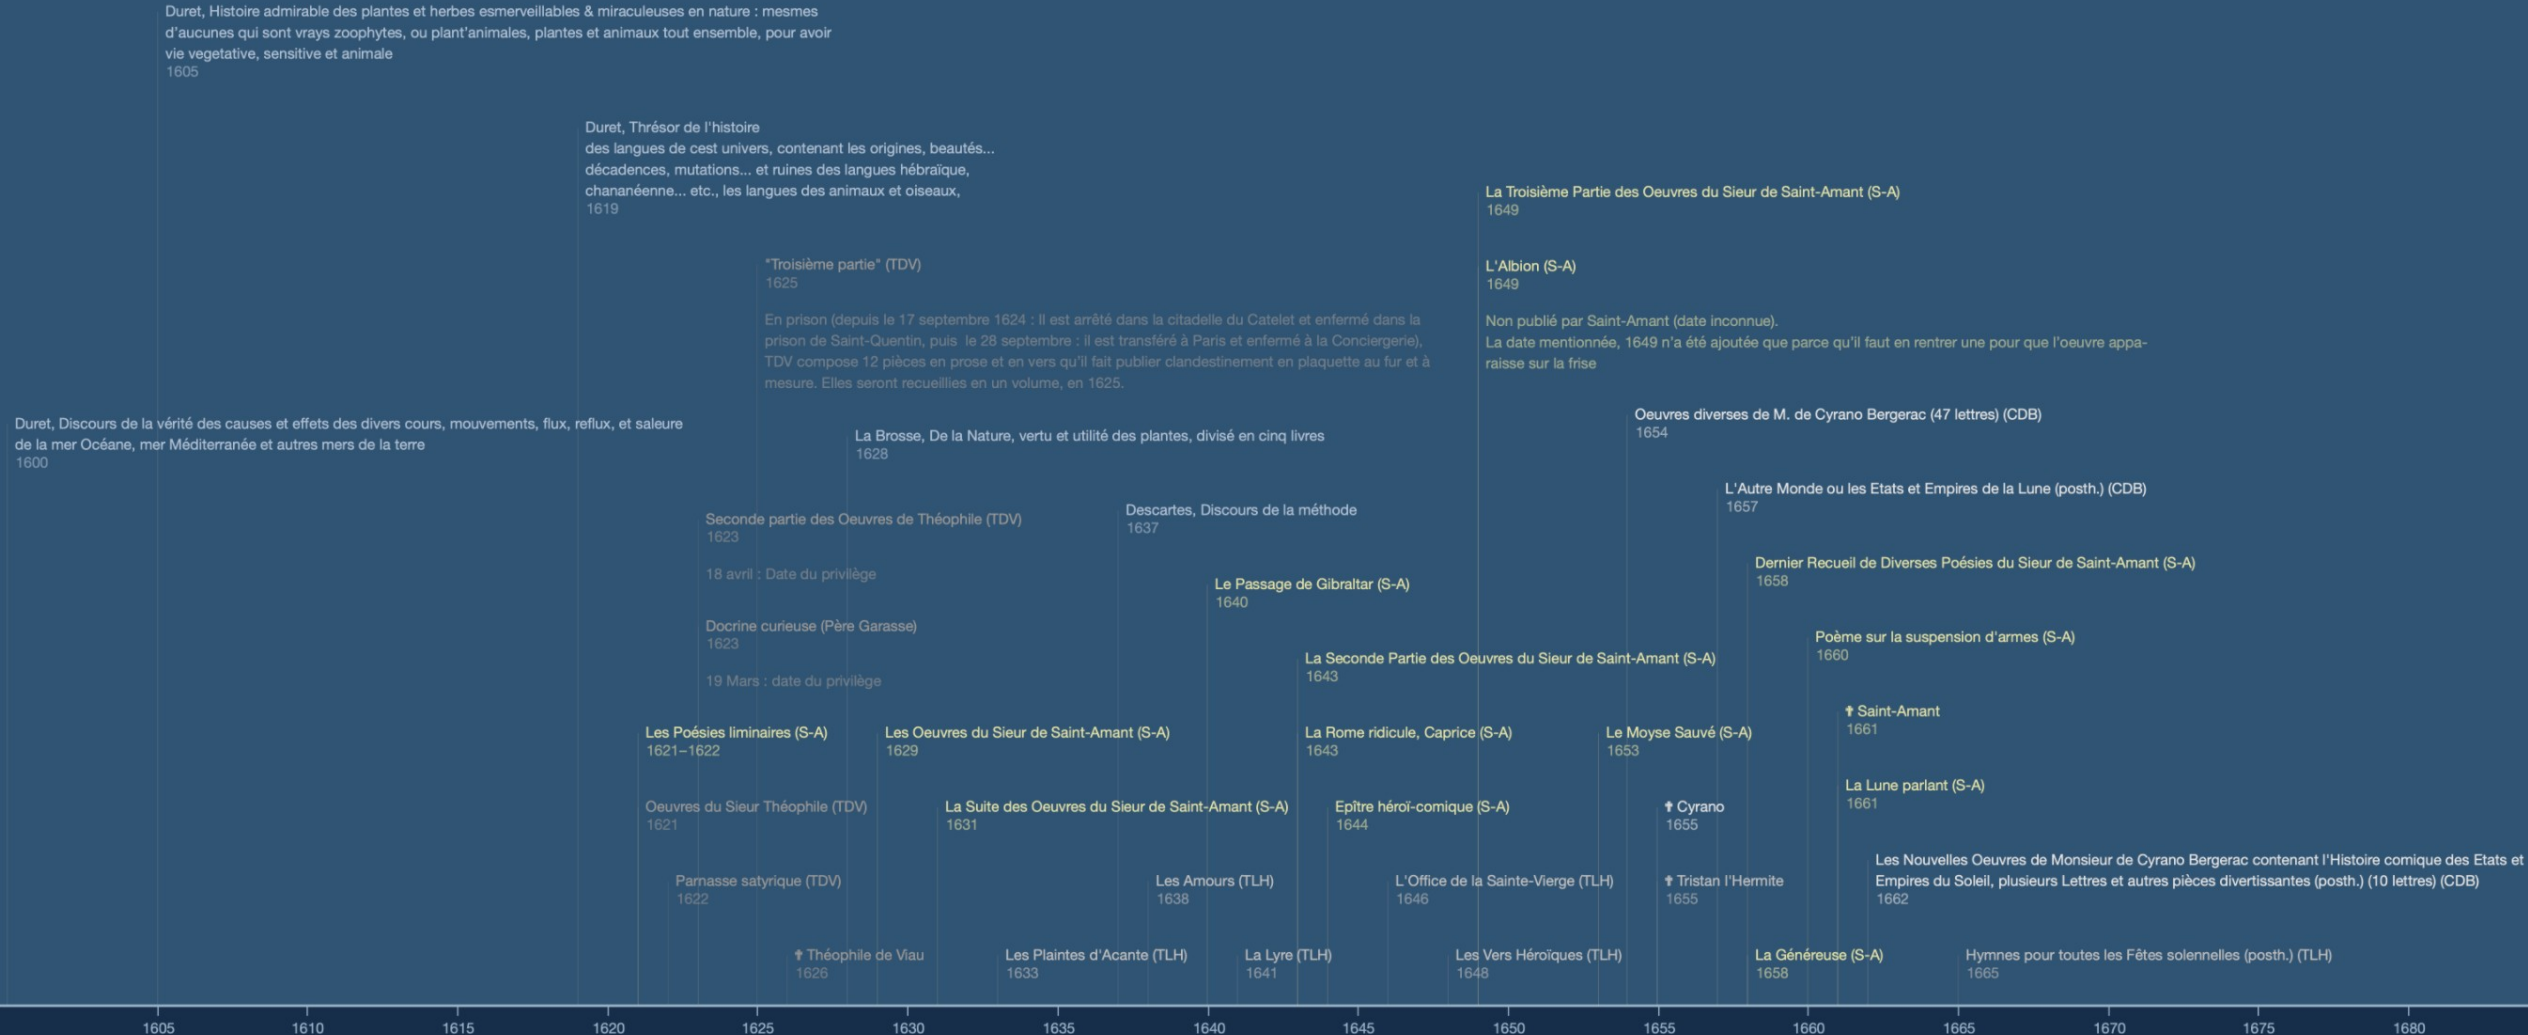 Duret, Histoire admirable des plantes et herbes esmerveillables & miraculeuses en nature : mesmes
d'aucunes qui sont vrays zoophytes, ou plant'animales, plantes et animaux tout ensemble, pour avoir
vie vegetative, sensitive et animale
1605
Duret, Thrésor de l'histoire
des langues de cest univers, contenant les origines, beautés...
décadences, mutations... et ruines des langues hébraïque,
chananéenne... etc., les langues des animaux et oiseaux,
1619
La Troisième Partie des Oeuvres du Sieur de Saint-Amant (S-A)
1649
"Troisième partie" (TDV)
1625
En prison (depuis le 17 septembre 1624 : Il est arrêté dans la citadelle du Catelet et enfermé dans la
prison de Saint-Quentin, puis  le 28 septembre : il est transféré à Paris et enfermé à la Conciergerie),
TDV compose 12 pièces en prose et en vers qu'il fait publier clandestinement en plaquette au fur et à
mesure. Elles seront recueillies en un volume, en 1625.
L'Albion (S-A)
1649
Non publié par Saint-Amant (date inconnue).
La date mentionnée, 1649 n'a été ajoutée que parce qu'il faut en rentrer une pour que l'oeuvre appa-
raisse sur la frise
Duret, Discours de la vérité des causes et effets des divers cours, mouvements, flux, reflux, et saleure
de la mer Océane, mer Méditerranée et autres mers de la terre
1600
La Brosse, De la Nature, vertu et utilité des plantes, divisé en cinq livres
1628
Oeuvres diverses de M. de Cyrano Bergerac (47 lettres) (CDB)
1654
L'Autre Monde ou les Etats et Empires de la Lune (posth.) (CDB)
1657
Seconde partie des Oeuvres de Théophile (TDV)
1623
18 avril : Date du privilège
Descartes, Discours de la méthode
1637
Dernier Recueil de Diverses Poésies du Sieur de Saint-Amant (S-A)
1658
Le Passage de Gibraltar (S-A)
1640
Docrine curieuse (Père Garasse)
1623
19 Mars : date du privilège
Poème sur la suspension d'armes (S-A)
1660
La Seconde Partie des Oeuvres du Sieur de Saint-Amant (S-A)
1643
✝ Saint-Amant
1661
Les Poésies liminaires (S-A)
1621–1622
Les Oeuvres du Sieur de Saint-Amant (S-A)
1629
La Rome ridicule, Caprice (S-A)
1643
Le Moyse Sauvé (S-A)
1653
La Lune parlant (S-A)
1661
Oeuvres du Sieur Théophile (TDV)
1621
La Suite des Oeuvres du Sieur de Saint-Amant (S-A)
1631
Epître héroï-comique (S-A)
1644
✝ Cyrano
1655
Les Nouvelles Oeuvres de Monsieur de Cyrano Bergerac contenant l'Histoire comique des Etats et
Empires du Soleil, plusieurs Lettres et autres pièces divertissantes (posth.) (10 lettres) (CDB)
1662
Parnasse satyrique (TDV)
1622
Les Amours (TLH)
1638
L'Office de la Sainte-Vierge (TLH)
1646
✝ Tristan l'Hermite
1655
✝ Théophile de Viau
1626
Les Plaintes d'Acante (TLH)
1633
La Lyre (TLH)
1641
Les Vers Héroïques (TLH)
1648
La Généreuse (S-A)
1658
Hymnes pour toutes les Fêtes solennelles (posth.) (TLH)
1665
1605 1610 1615 1620 1625 1630 1635 1640 1645 1650 1655 1660 1665 1670 1675 1680